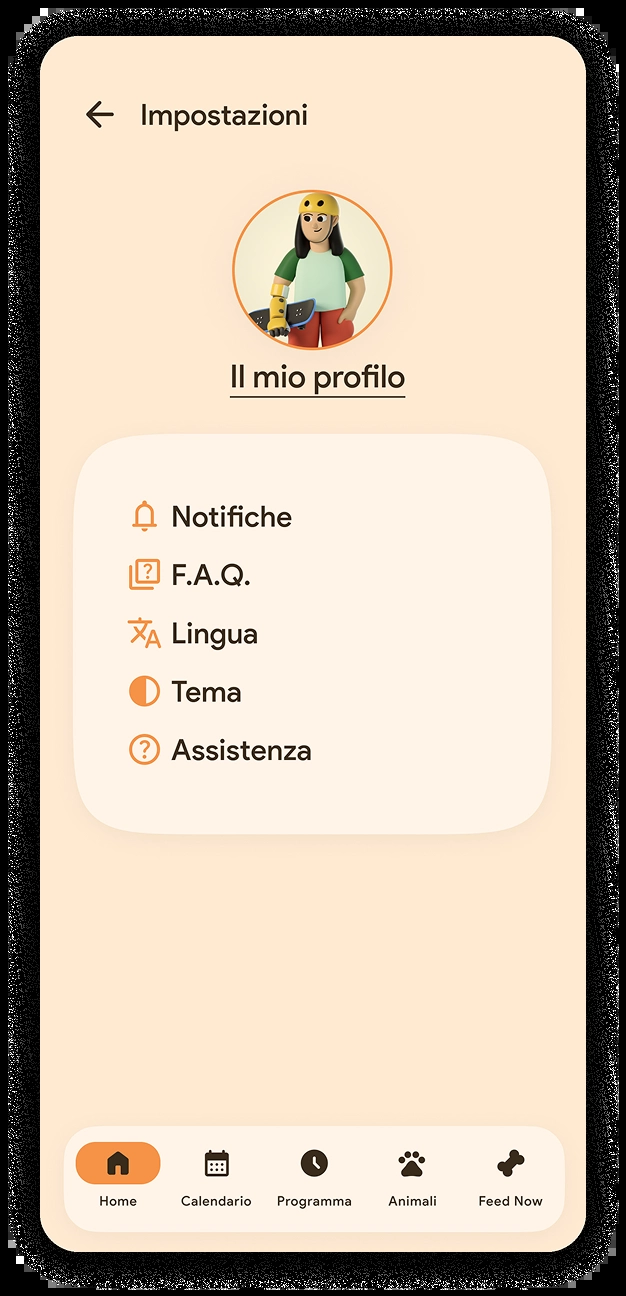 Impostazioni
Il mio profilo
Notifiche
F.A.Q.
Lingua
Tema
Assistenza
Home Calendario Programma Animali Feed Now